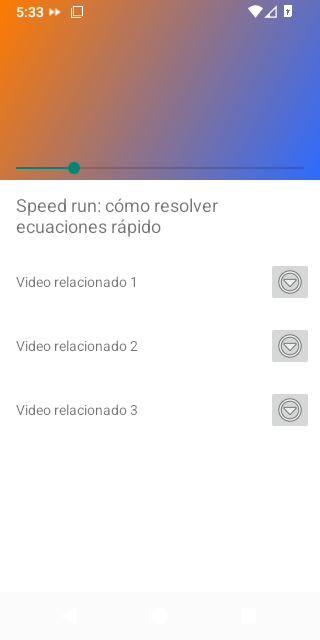 5:33
Speed run: cómo resolver
ecuaciones rápido
Video relacionado 1
Video relacionado 2
Video relacionado 3